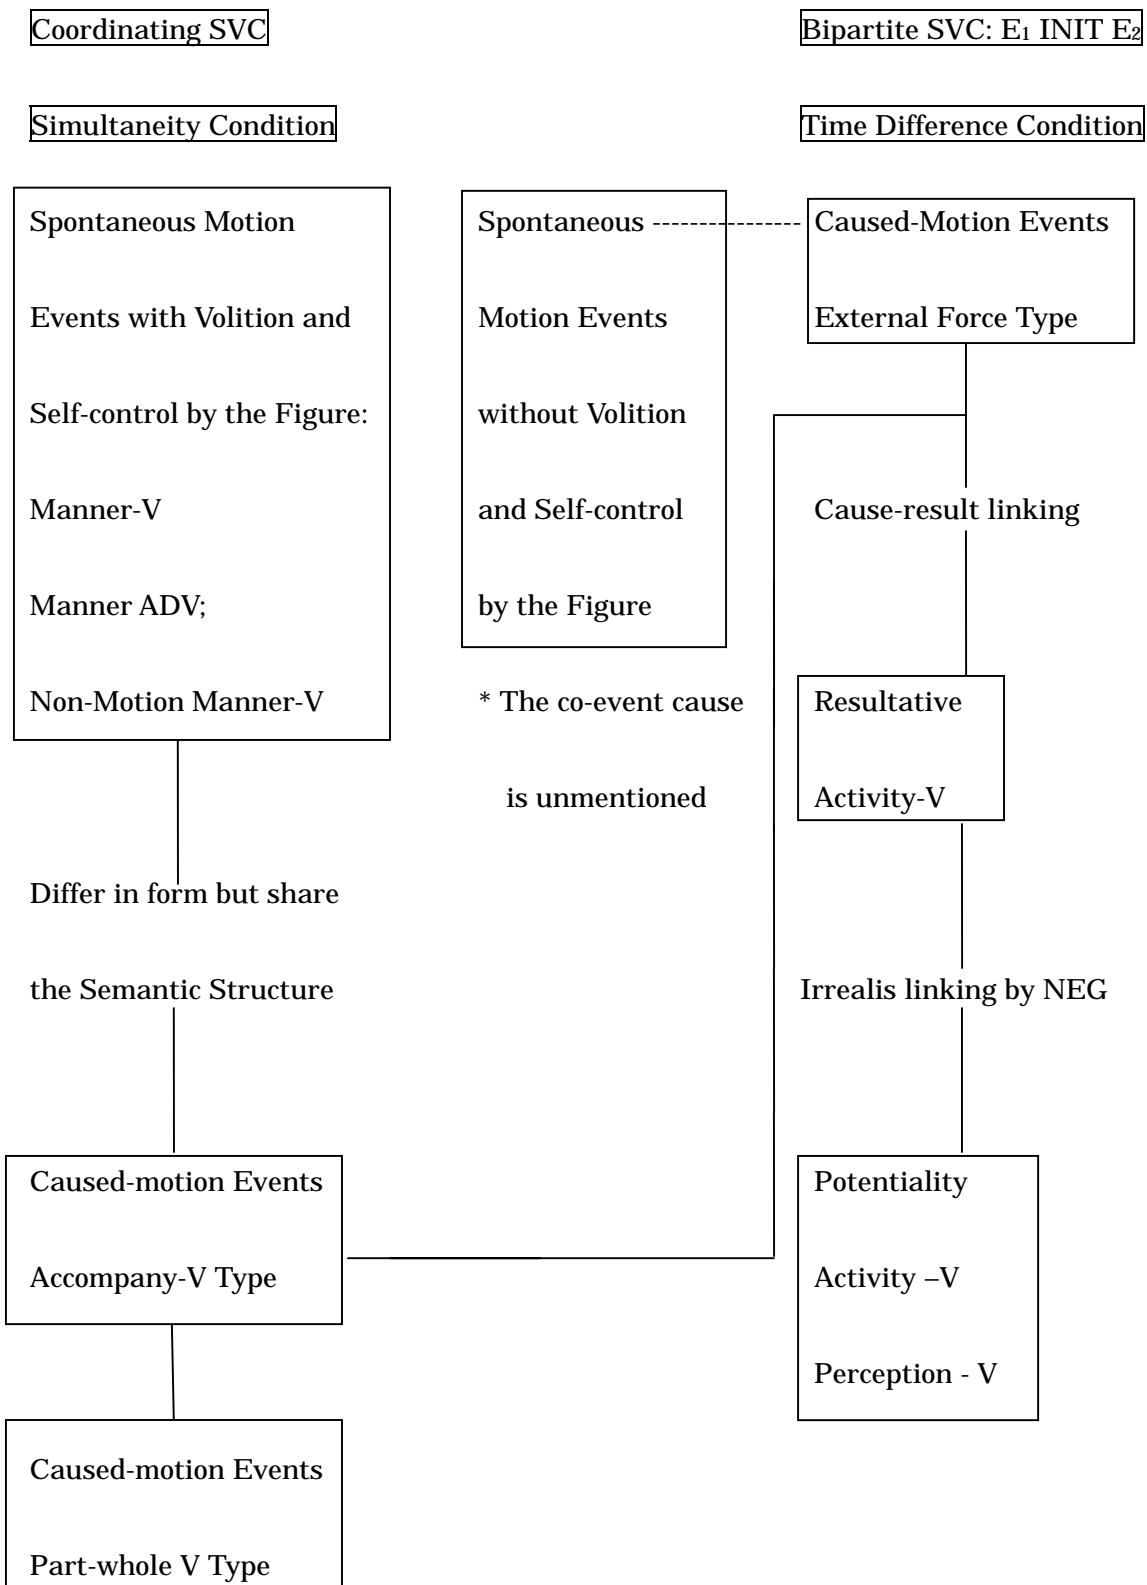 Coordinating SVC
Bipartite SVC: E₁ INIT E₂
Simultaneity Condition
Time Difference Condition
Spontaneous Motion
Events with Volition and
Self-control by the Figure:
Manner-V
Manner ADV;
Non-Motion Manner-V
Spontaneous
Motion Events
without Volition
and Self-control
by the Figure
* The co-event cause
is unmentioned
Caused-Motion Events
External Force Type
Cause-result linking
Resultative
Activity-V
Differ in form but share
the Semantic Structure
Irrealis linking by NEG
Caused-motion Events
Accompany-V Type
Potentiality
Activity –V
Perception - V
Caused-motion Events
Part-whole V Type